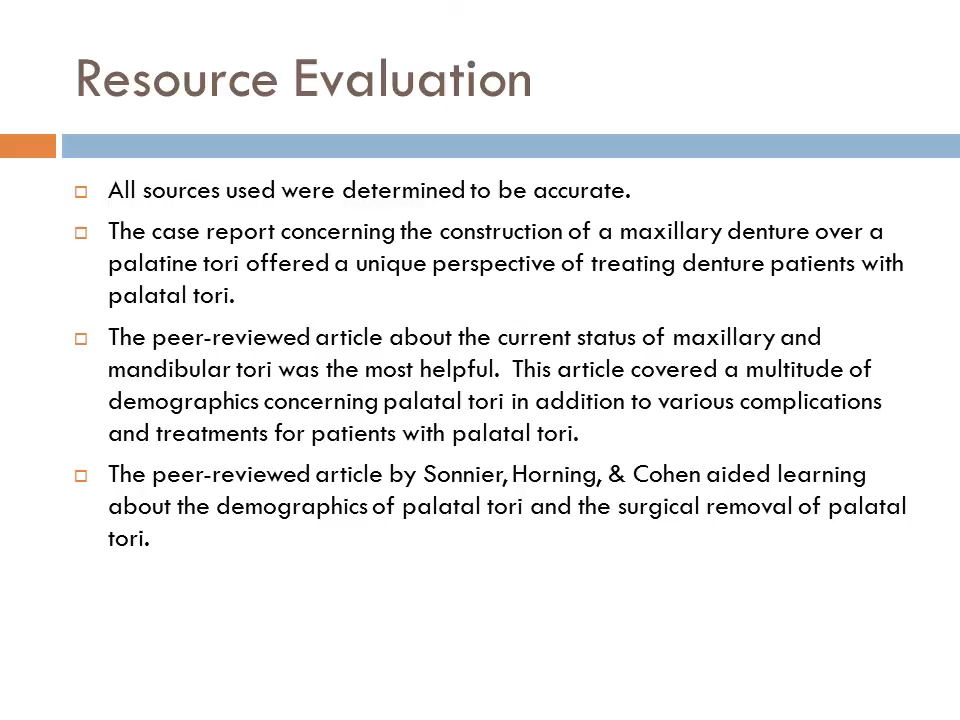 Resource Evaluation
All sources used were determined to be accurate.
The case report concerning the construction of a maxillary denture over a
palatine tori offered a unique perspective of treating denture patients with
palatal tori.
The peer-reviewed article about the current status of maxillary and
mandibular tori was the most helpful.  This article covered a multitude of
demographics concerning palatal tori in addition to various complications
and treatments for patients with palatal tori.
The peer-reviewed article by Sonnier, Horning, & Cohen aided learning
about the demographics of palatal tori and the surgical removal of palatal
tori.